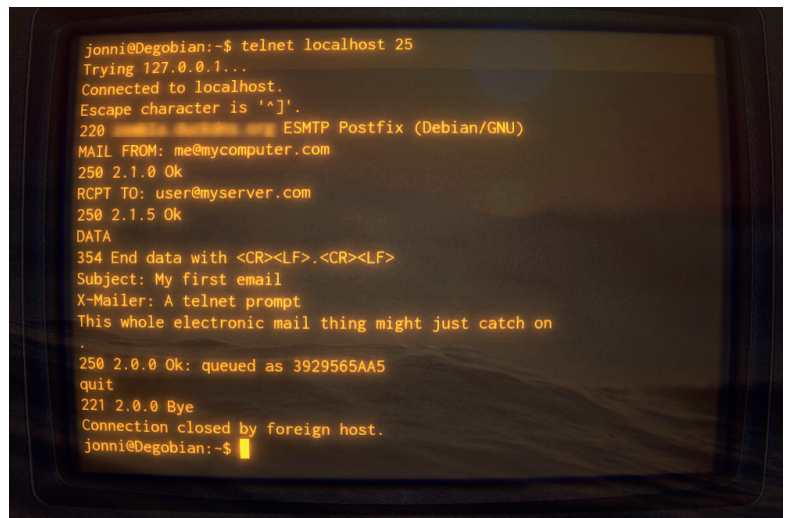 jonni@Degobian:~$ telnet localhost 25
Trying 127.0.0.1...
Connected to localhost.
Escape character is '^]'.
220 ESMTP Postfix (Debian/GNU)
MAIL FROM: me@mycomputer.com
250 2.1.0 Ok
RCPT TO: user@myserver.com
250 2.1.5 Ok
DATA
354 End data with <CR><LF>.<CR><LF>
Subject: My first email
X-Mailer: A telnet prompt
This whole electronic mail thing might just catch on
.
250 2.0.0 Ok: queued as 3929565AA5
quit
221 2.0.0 Bye
Connection closed by foreign host.
jonni@Degobian:~$